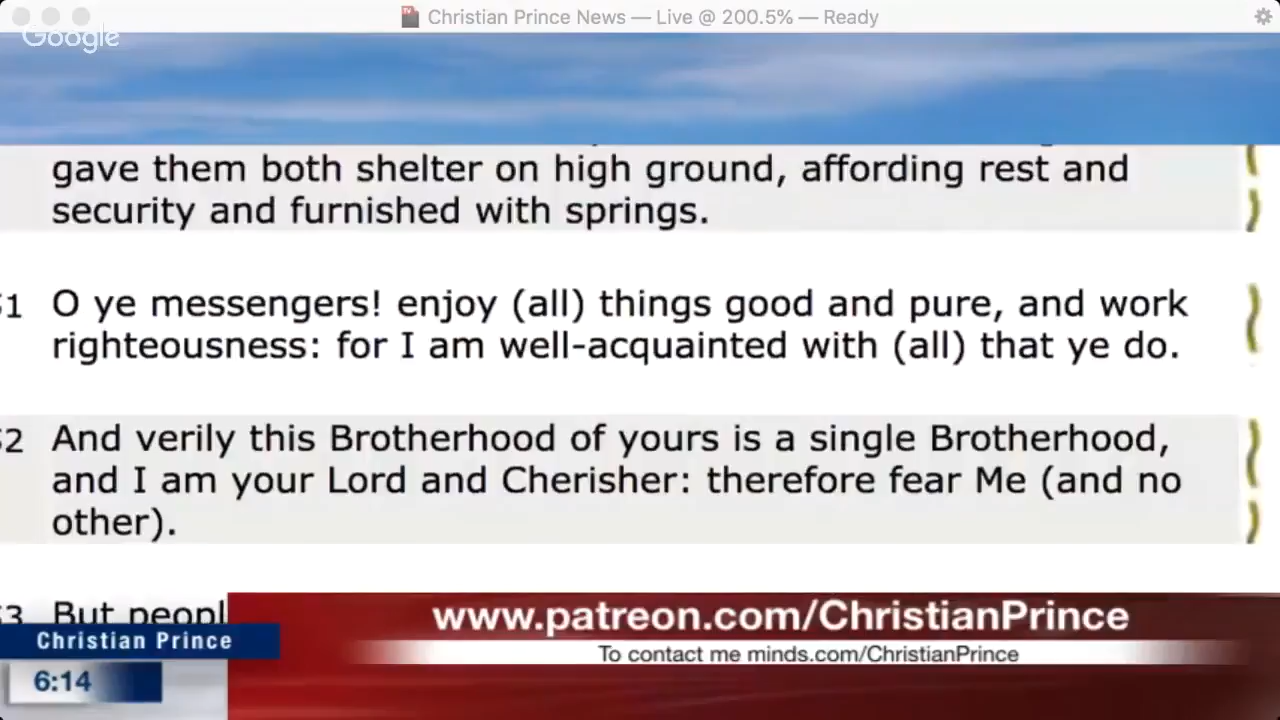 Christian Prince News — Live @ 200.5% — Ready
Google
gave them both shelter on high ground, affording rest and
security and furnished with springs.
51 O ye messengers! enjoy (all) things good and pure, and work
righteousness: for I am well-acquainted with (all) that ye do.
52 And verily this Brotherhood of yours is a single Brotherhood,
and I am your Lord and Cherisher: therefore fear Me (and no
other).
53 But peopl
www.patreon.com/ChristianPrince
To contact me minds.com/ChristianPrince
Christian Prince
6:14